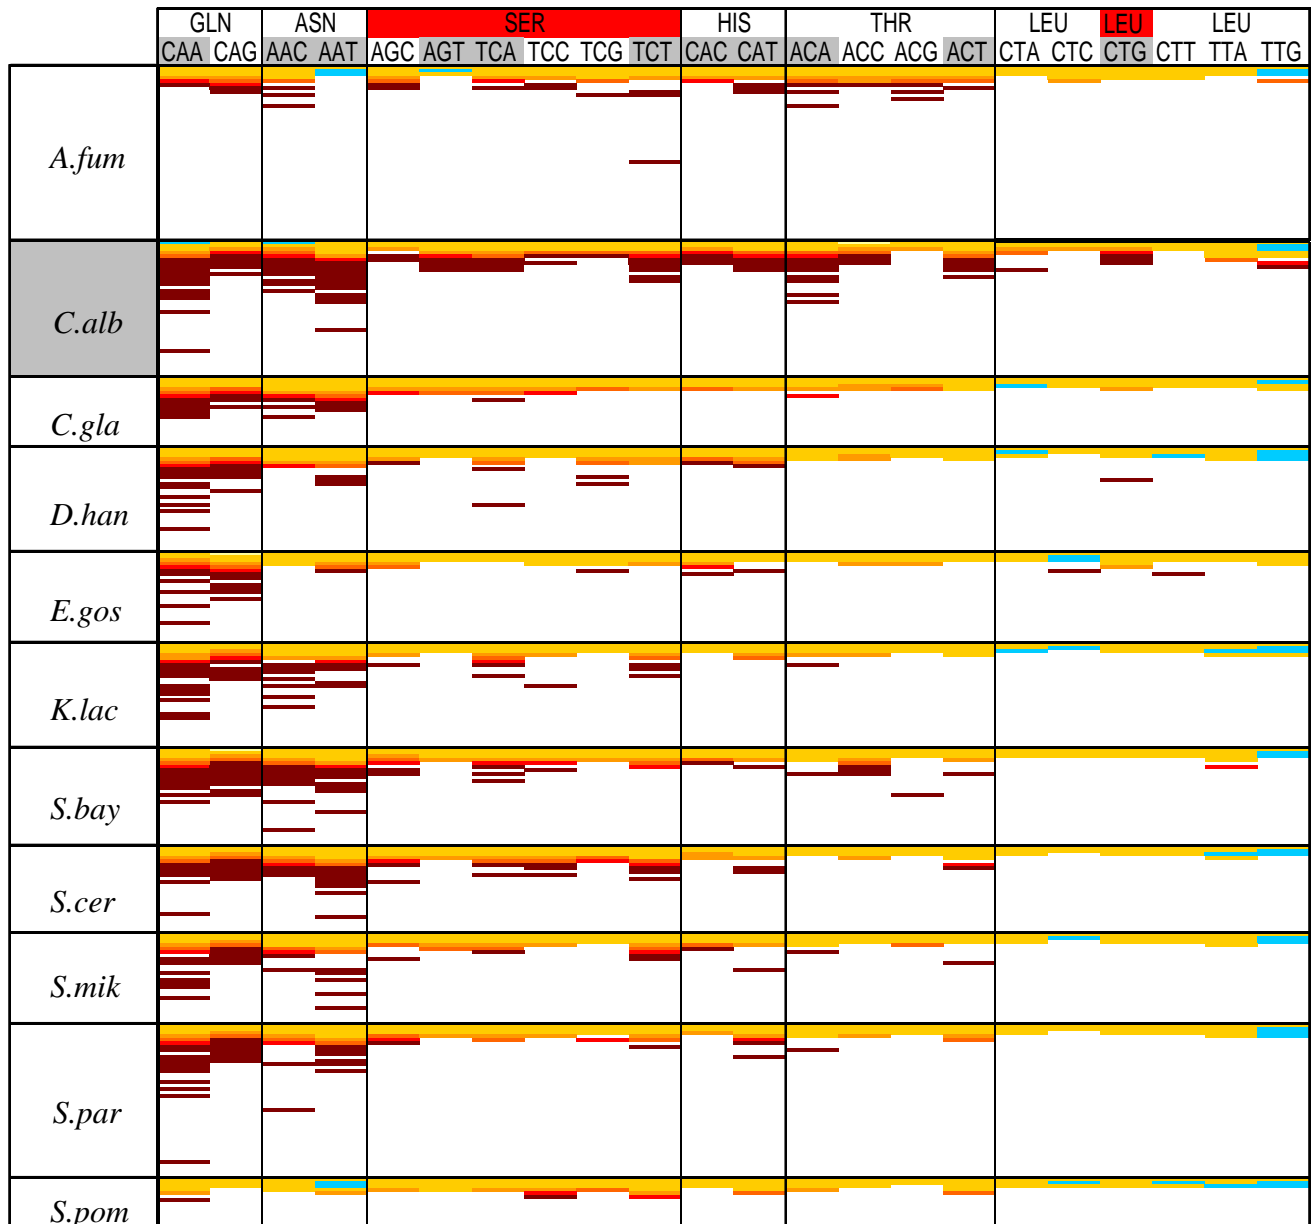 GLN ASN SER HIS THR LEU LEU LEU
CAA CAG AAC AAT AGC AGT TCA TCC TCG TCT CAC CAT ACA ACC ACG ACT CTA CTC CTG CTT TTA TTG
A.fum
C.alb
C.gla
D.han
E.gos
K.lac
S.bay
S.cer
S.mik
S.par
S.pom